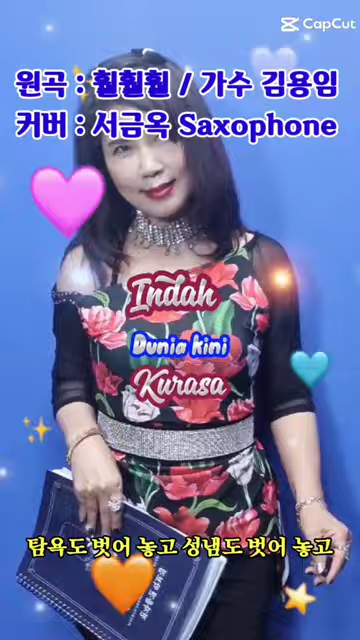 CapCut
원곡 : 훨훨훨 / 가수 김용임
커버 : 서금옥 Saxophone
Indah
Dunia kini
Kurasa
탐욕도 벗어 놓고 성냄도 벗어 놓고